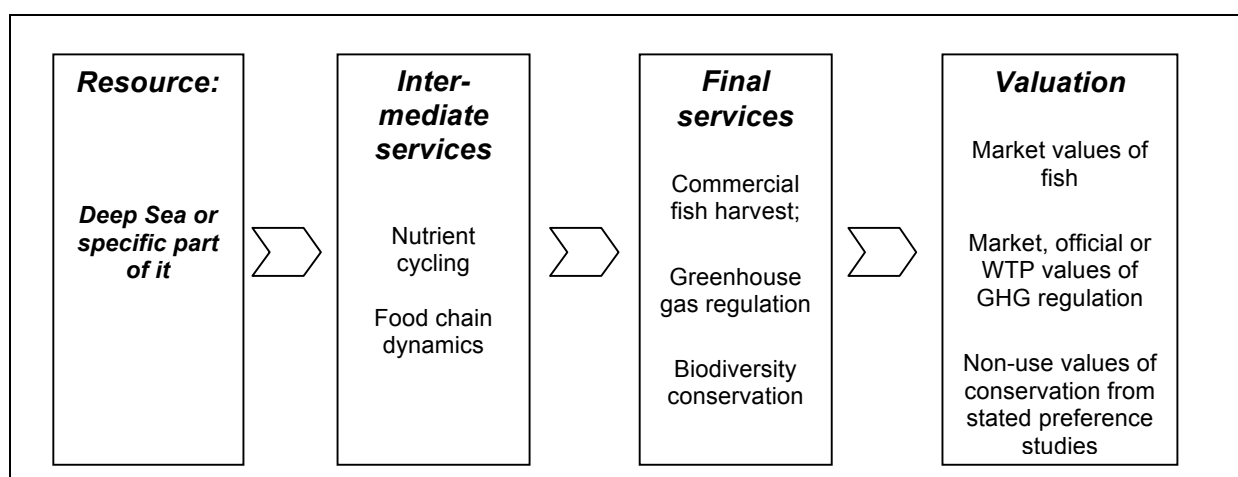 Resource:
Deep Sea or
specific part
of it
Inter-
mediate
services
Nutrient
cycling
Food chain
dynamics
Final
services
Commercial
fish harvest;
Greenhouse
gas regulation
Biodiversity
conservation
Valuation
Market values of
fish
Market, official or
WTP values of
GHG regulation
Non-use values of
conservation from
stated preference
studies